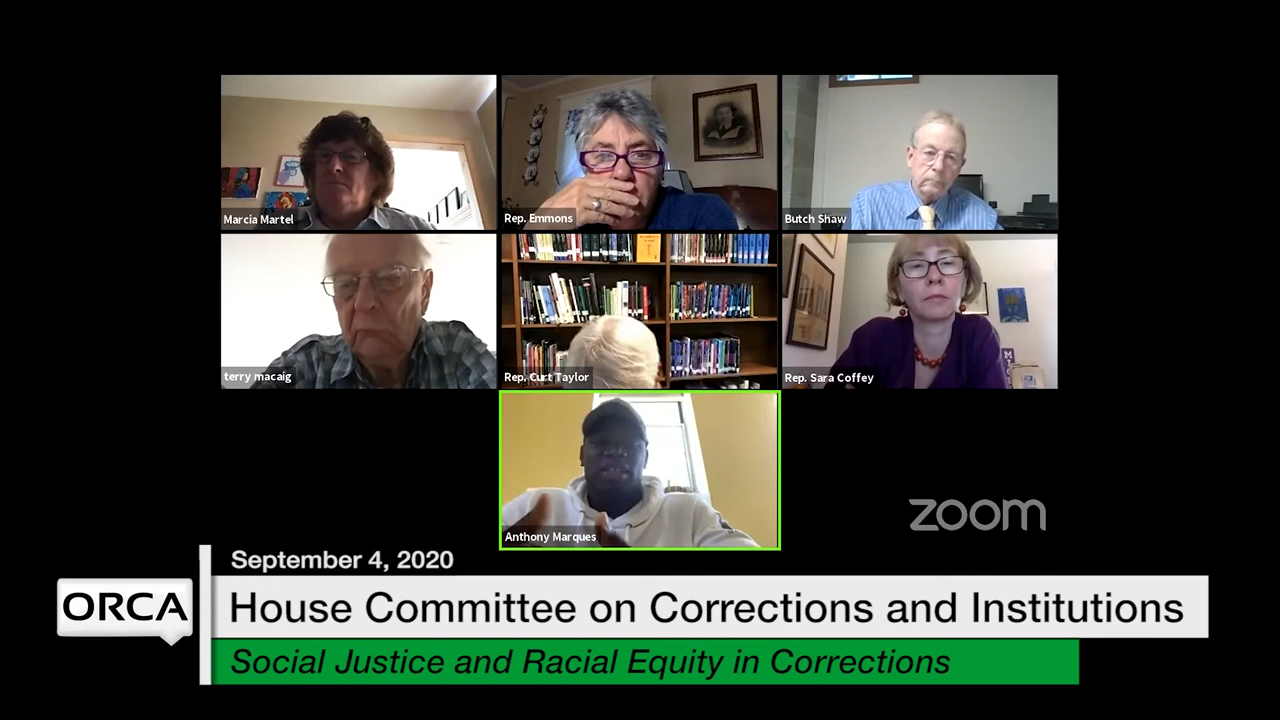 Marcia Martel
Rep. Emmons
Butch Shaw
terry macaig
Rep. Curt Taylor
Rep. Sara Coffey
Anthony Marques
zoom
September 4, 2020
ORCA
House Committee on Corrections and Institutions
Social Justice and Racial Equity in Corrections